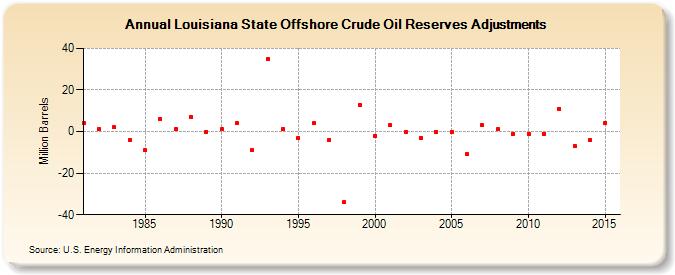 Annual Louisiana State Offshore Crude Oil Reserves Adjustments
Million Barrels
40
20
0
-20
-40
1985 1990 1995 2000 2005 2010 2015
Source: U.S. Energy Information Administration